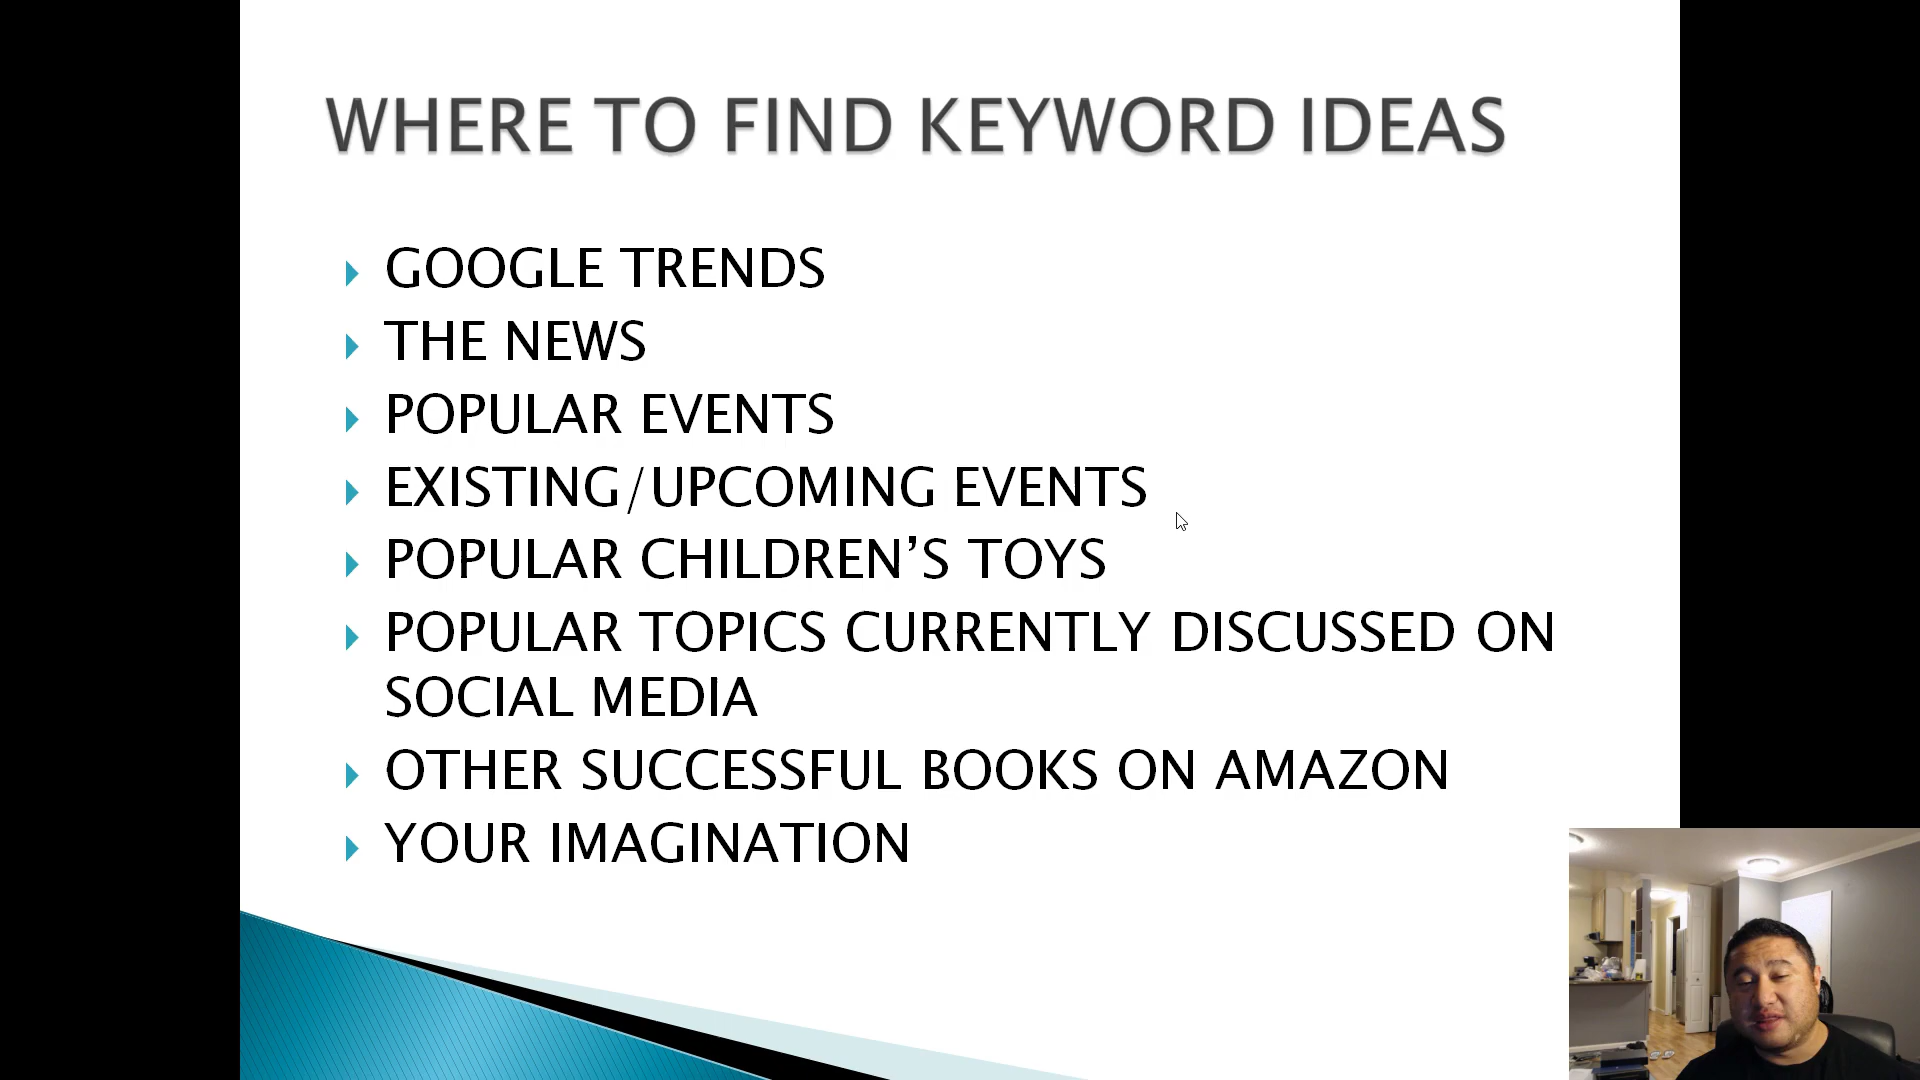 WHERE TO FIND KEYWORD IDEAS
GOOGLE TRENDS
THE NEWS
POPULAR EVENTS
EXISTING/UPCOMING EVENTS
POPULAR CHILDREN’S TOYS
POPULAR TOPICS CURRENTLY DISCUSSED ON
SOCIAL MEDIA
OTHER SUCCESSFUL BOOKS ON AMAZON
YOUR IMAGINATION